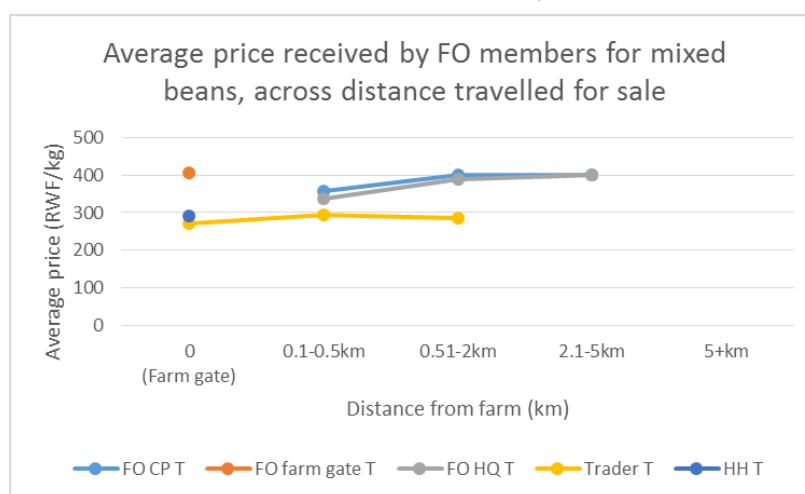 Average price received by FO members for mixed
beans, across distance travelled for sale
Average price (RWF/kg)
500
400
300
200
100
0
0
(Farm gate)
0.1-0.5km
0.51-2km
2.1-5km
5+km
Distance from farm (km)
FO CP T
FO farm gate T
FO HQ T
Trader T
HH T